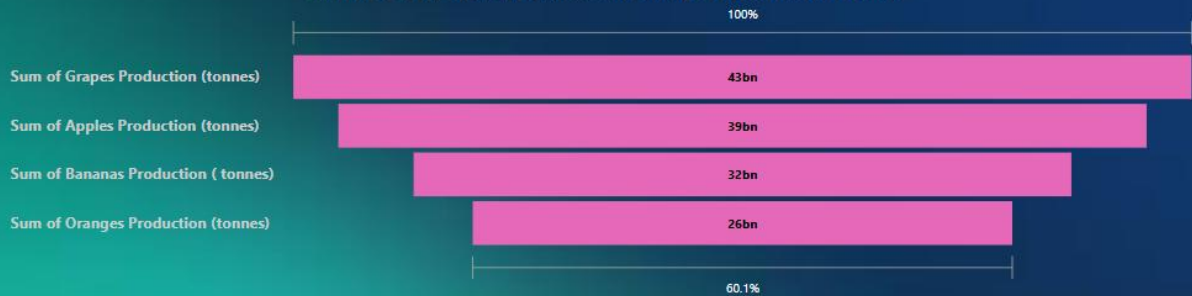 100%
Sum of Grapes Production (tonnes)
43bn
Sum of Apples Production (tonnes)
39bn
Sum of Bananas Production ( tonnes)
32bn
Sum of Oranges Production (tonnes)
26bn
60.1%